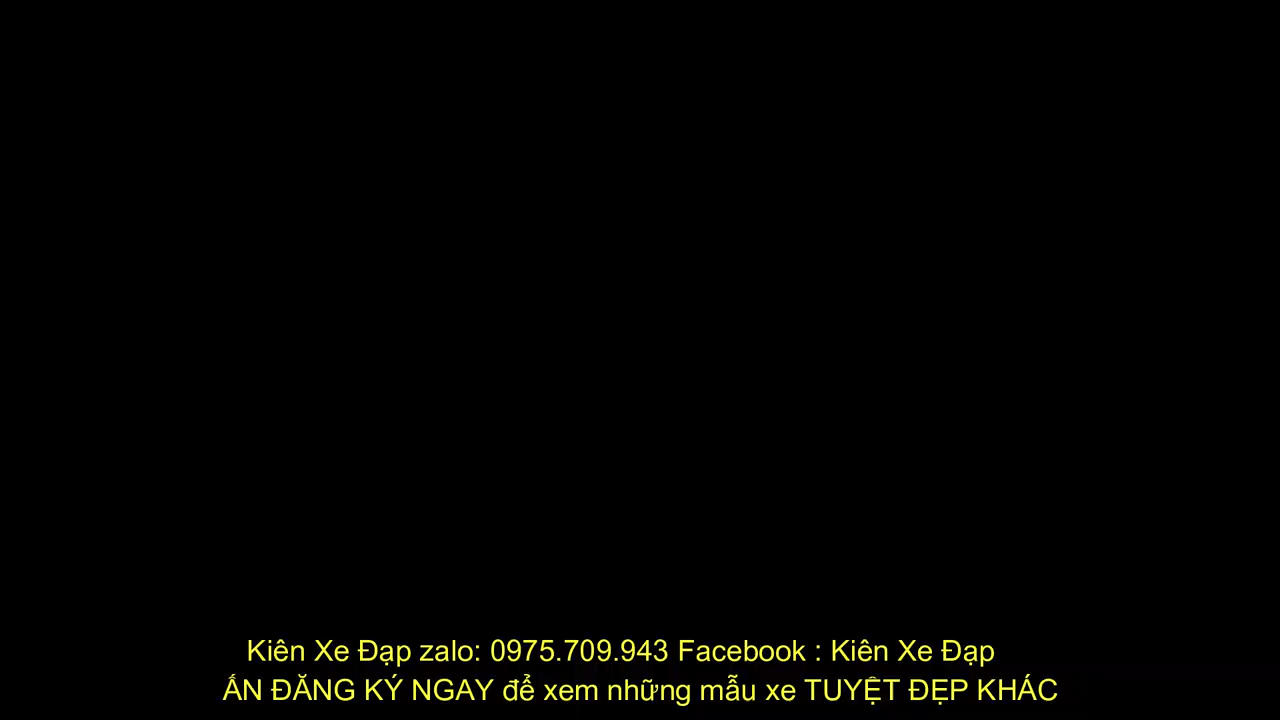 Kiên Xe Đạp zalo: 0975.709.943 Facebook : Kiên Xe Đạp
ẤN ĐĂNG KÝ NGAY để xem những mẫu xe TUYỆT ĐẸP KHÁC